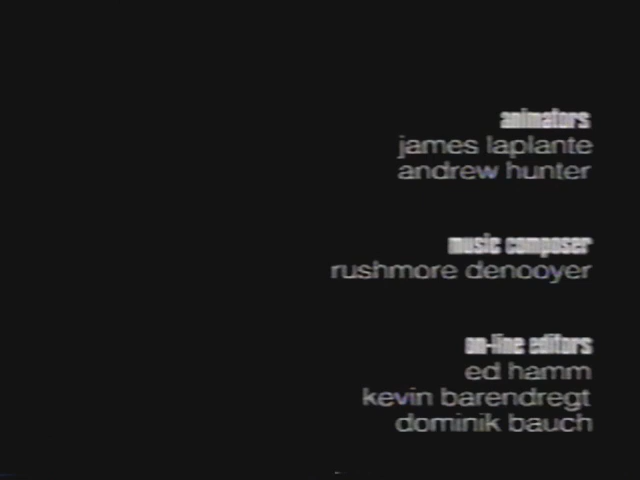 animators
james laplante
andrew hunter
music composer
rushmore denooyer
on-line editors
ed hamm
kevin barendregt
dominik bauch